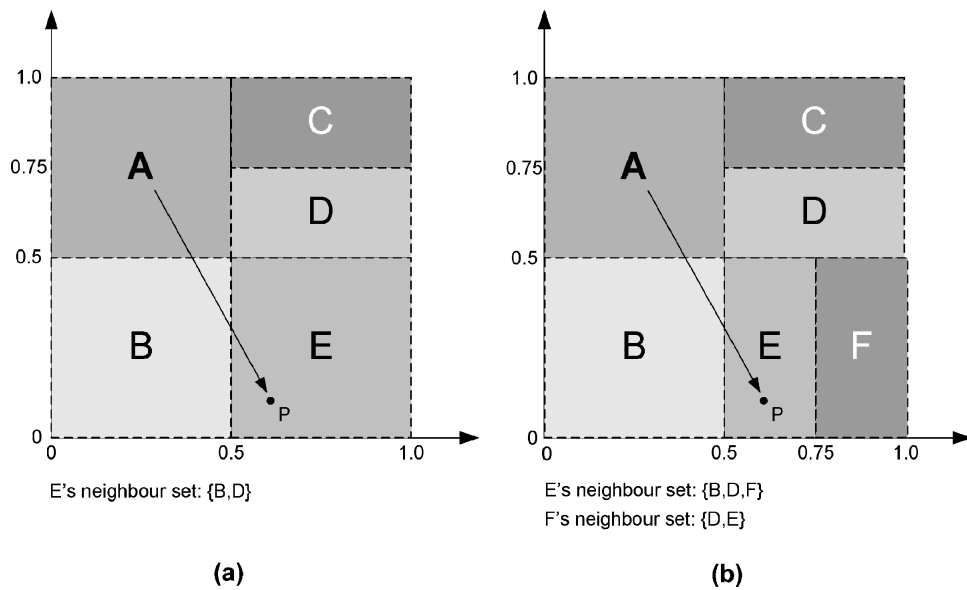 1.0
C
A
0.75
D
0.5
B
E
P
0
0
0.5
1.0
E's neighbour set: {B,D}
(a)
1.0
C
A
0.75
D
0.5
B
E
F
P
0
0
0.5
0.75
1.0
E's neighbour set: {B,D,F}
F's neighbour set: {D,E}
(b)